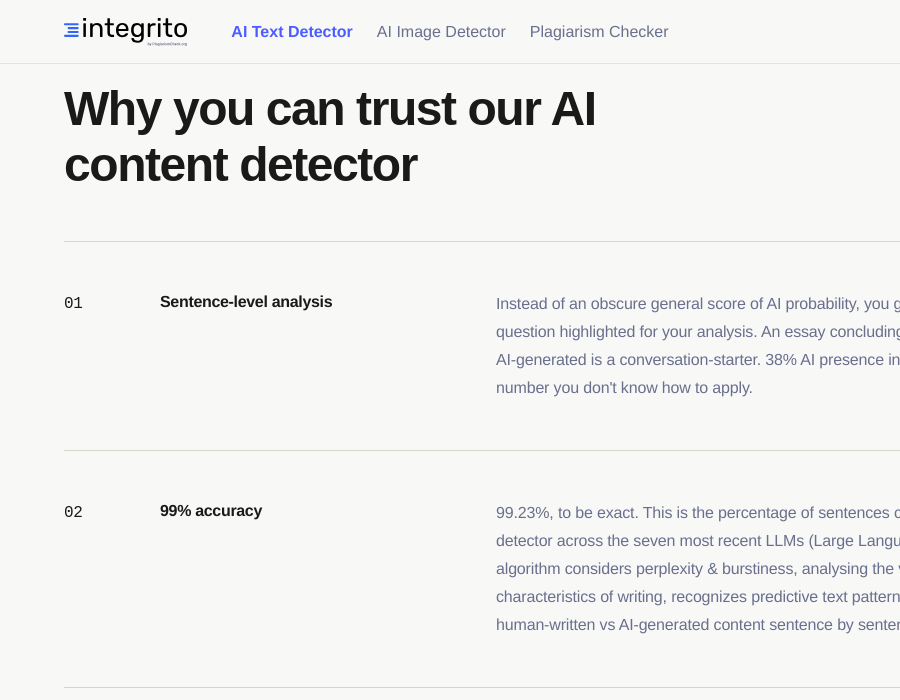 integrito
by PlagiarismCheck.org
AI Text Detector AI Image Detector Plagiarism Checker
Why you can trust our AI
content detector
01 Sentence-level analysis
Instead of an obscure general score of AI probability, you
question highlighted for your analysis. An essay concluding
AI-generated is a conversation-starter. 38% AI presence in
number you don't know how to apply.
02 99% accuracy
99.23%, to be exact. This is the percentage of sentences
detector across the seven most recent LLMs (Large
algorithm considers perplexity & burstiness, analysing the
characteristics of writing, recognizes predictive text
human-written vs AI-generated content sentence by